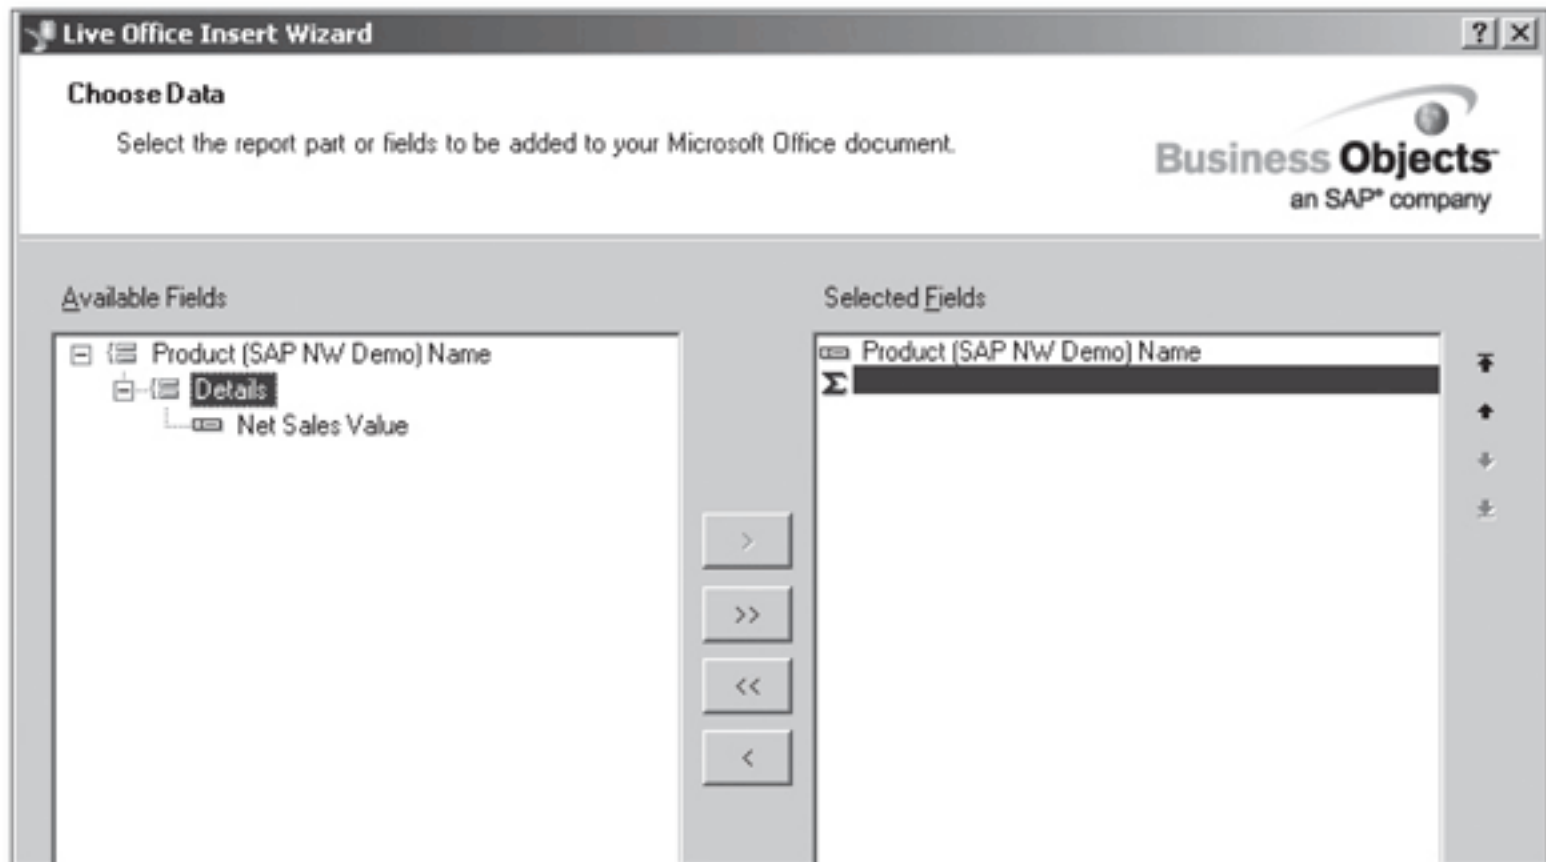 Live Office Insert Wizard
? X
Choose Data
Select the report part or fields to be added to your Microsoft Office document.
Business Objects™
an SAP® company
Available Fields
Product (SAP NW Demo) Name
Details
Net Sales Value
Selected Fields
Product (SAP NW Demo) Name
Σ
>
>>
<<
<